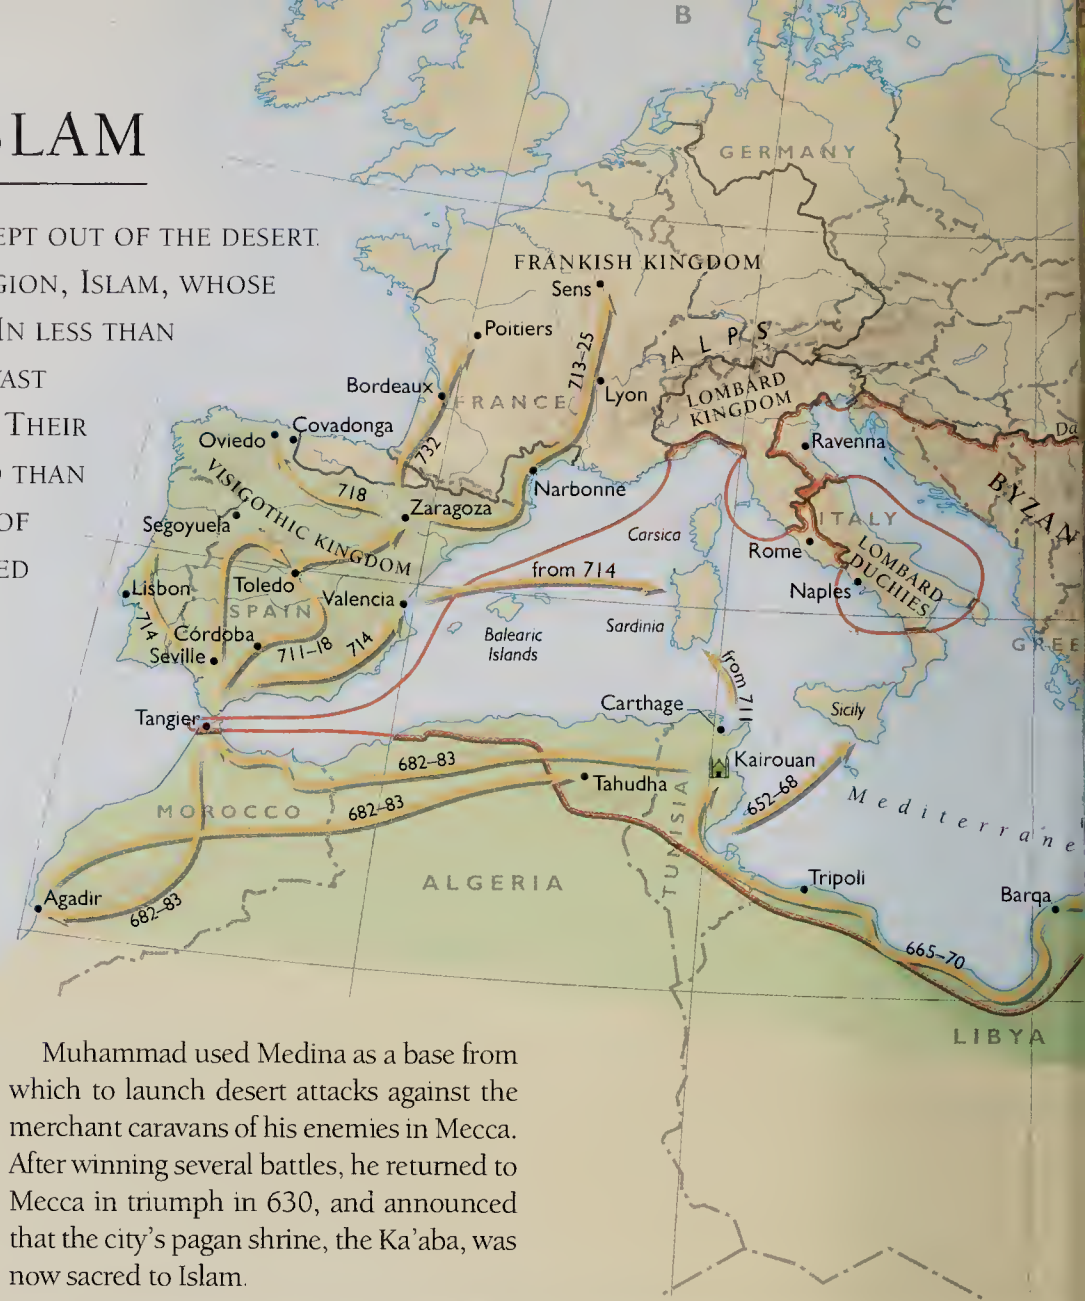 A
B
C
SLAM
EPT OUT OF THE DESERT.
GION, ISLAM, WHOSE
IN LESS THAN
AST
THEIR
THAN
OF
ED
GERMANY
FRANKISH KINGDOM
Sens
Poitiers
ALPS
713–25
Bordeaux
Lyon
LOMBARD
KINGDOM
FRANCE
Oviedo
Covadonga
732
Ravenna
Da
VISIGOTHIC KINGDOM
718
Narbonne
BYZAN
Segoyuela
Zaragoza
Carsica
ITALY
Rome
LOMBARD
DUCHIES
from 714
Lisbon
Toledo
Valencia
Naples
SPAIN
714
Córdoba
711–18
714
Balearic
Islands
Sardinia
GREE
Seville
from 711
Tangier
Carthage
Sicily
682–83
Kairouan
Tahudha
652–68
Mediterrane
MOROCCO
682–83
TUNISIA
ALGERIA
Tripoli
Agadir
682–83
Barqa
665–70
LIBYA
Muhammad used Medina as a base from
which to launch desert attacks against the
merchant caravans of his enemies in Mecca.
After winning several battles, he returned to
Mecca in triumph in 630, and announced
that the city's pagan shrine, the Ka'aba, was
now sacred to Islam.